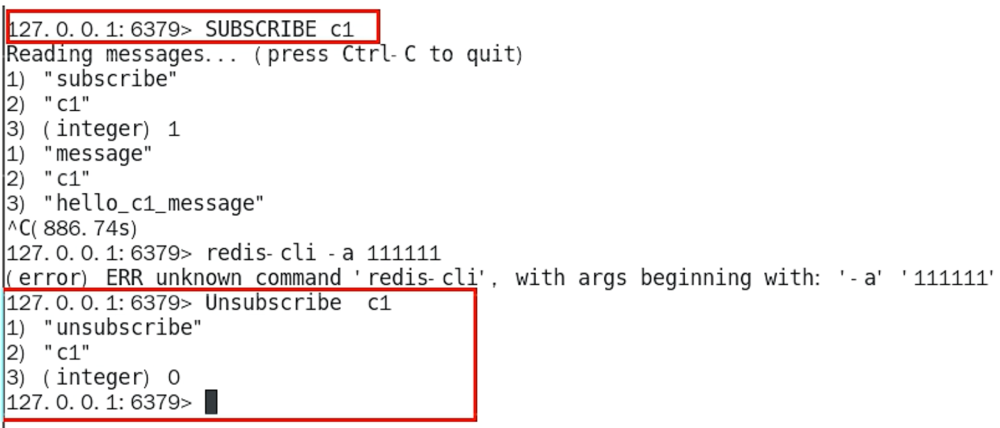 127.0.0.1:6379> SUBSCRIBE c1
Reading messages... (press Ctrl-C to quit)
1) "subscribe"
2) "c1"
3) (integer) 1
1) "message"
2) "c1"
3) "hello_c1_message"
^C(886.74s)
127.0.0.1:6379> redis-cli -a 111111
(error) ERR unknown command 'redis-cli', with args beginning with: '-a' '111111'
127.0.0.1:6379> Unsubscribe  c1
1) "unsubscribe"
2) "c1"
3) (integer) 0
127.0.0.1:6379>